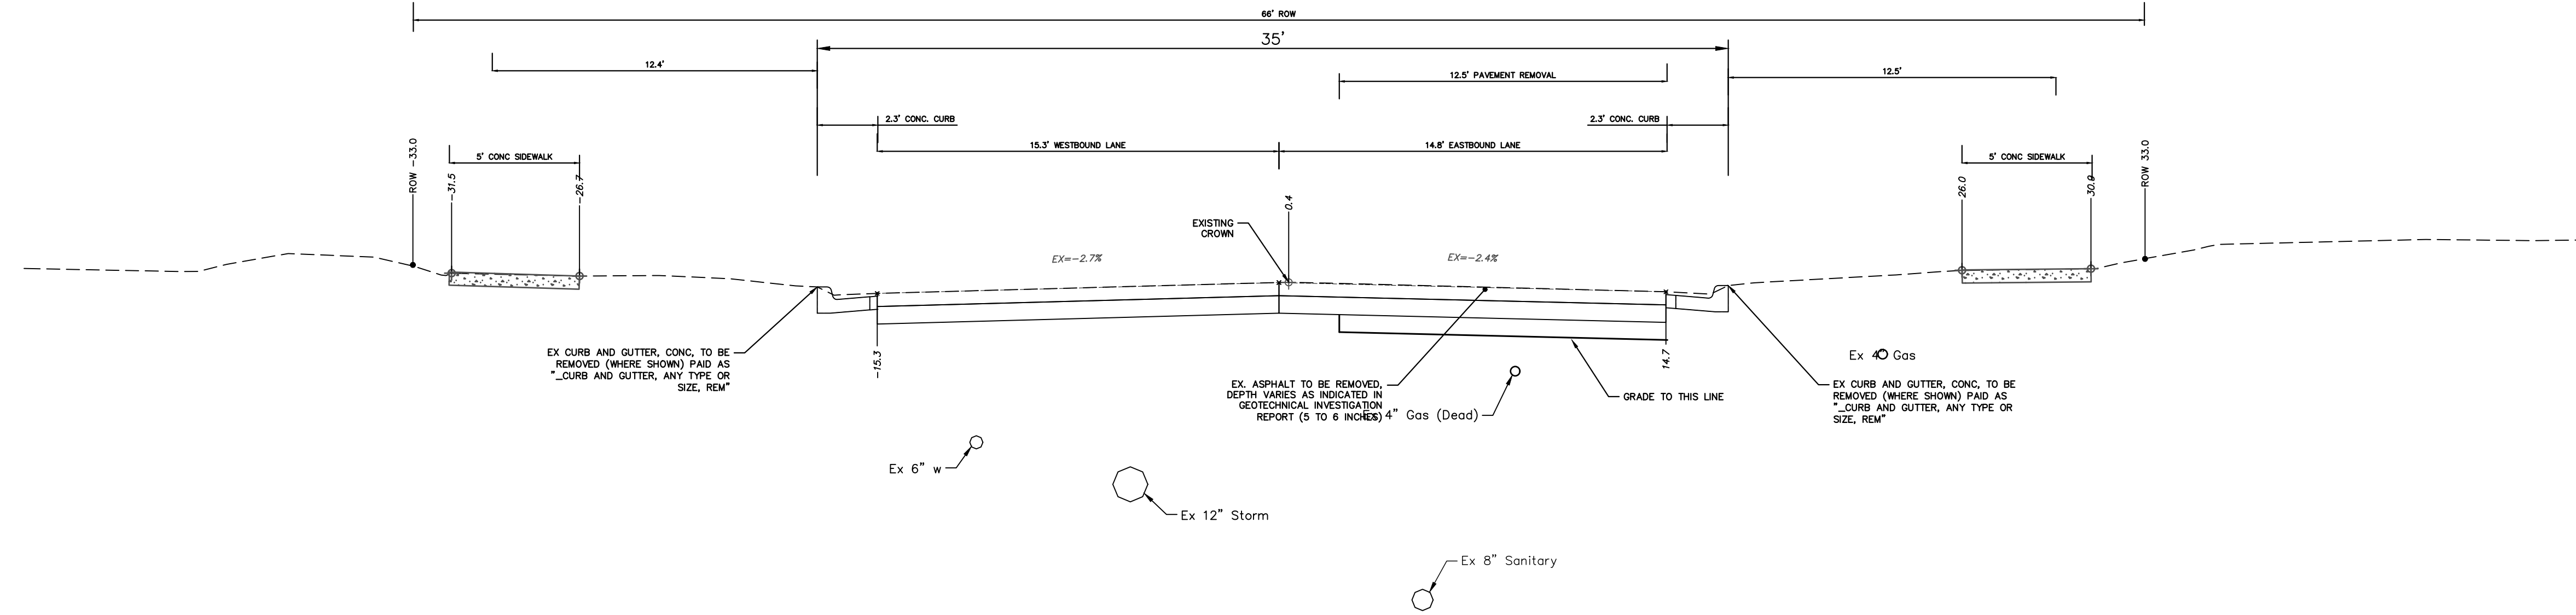 66' ROW
35'
12.4'
12.5' PAVEMENT REMOVAL
12.5'
2.3' CONC. CURB
2.3' CONC. CURB
15.3' WESTBOUND LANE
14.8' EASTBOUND LANE
5' CONC SIDEWALK
5' CONC SIDEWALK
ROW -33.0
-31.5
-26.7
0.4
26.0
30.9
ROW 33.0
EXISTING
CROWN
EX=-2.7%
EX=-2.4%
-15.3
14.7
EX CURB AND GUTTER, CONC, TO BE
REMOVED (WHERE SHOWN) PAID AS
"_CURB AND GUTTER, ANY TYPE OR
SIZE, REM"
EX. ASPHALT TO BE REMOVED,
DEPTH VARIES AS INDICATED IN
GEOTECHNICAL INVESTIGATION
REPORT (5 TO 6 INCHES)
Ex 4" Gas (Dead)
GRADE TO THIS LINE
Ex 4" Gas
EX CURB AND GUTTER, CONC, TO BE
REMOVED (WHERE SHOWN) PAID AS
"_CURB AND GUTTER, ANY TYPE OR
SIZE, REM"
Ex 6" w
Ex 12" Storm
Ex 8" Sanitary